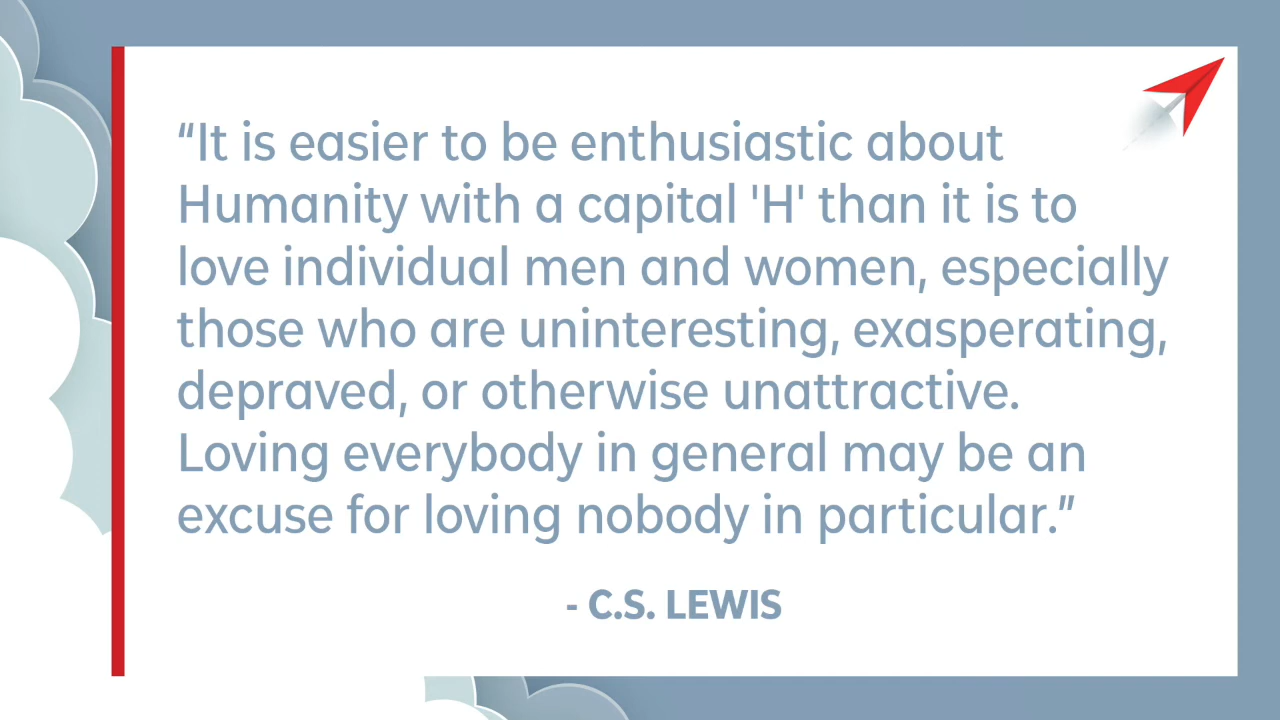 “It is easier to be enthusiastic about
Humanity with a capital 'H' than it is to
love individual men and women, especially
those who are uninteresting, exasperating,
depraved, or otherwise unattractive.
Loving everybody in general may be an
excuse for loving nobody in particular.”
- C.S. LEWIS